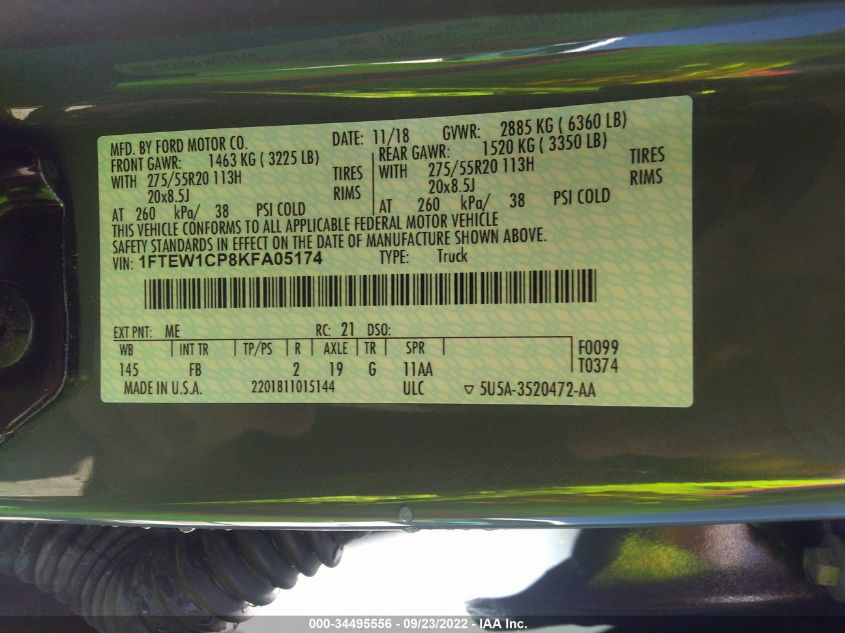 MFD. BY FORD MOTOR CO. DATE: 11/18 GVWR: 2885 KG ( 6360 LB)
FRONT GAWR: 1463 KG ( 3225 LB) REAR GAWR: 1520 KG ( 3350 LB)
WITH 275/55R20 113H TIRES WITH 275/55R20 113H TIRES
20x8.5J RIMS 20x8.5J RIMS
AT 260 kPa/ 38 PSI COLD AT 260 kPa/ 38 PSI COLD
THIS VEHICLE CONFORMS TO ALL APPLICABLE FEDERAL MOTOR VEHICLE
SAFETY STANDARDS IN EFFECT ON THE DATE OF MANUFACTURE SHOWN ABOVE.
VIN: 1FTEW1CP8KFA05174 TYPE: Truck
EXT PNT: ME RC: 21 DSO:
WB INT TR TP/PS R AXLE TR SPR F0099
145 FB 2 19 G 11AA T0374
MADE IN U.S.A. 2201811015144 ULC ▽ 5U5A-3520472-AA
000-34495556 - 09/23/2022 - IAA Inc.